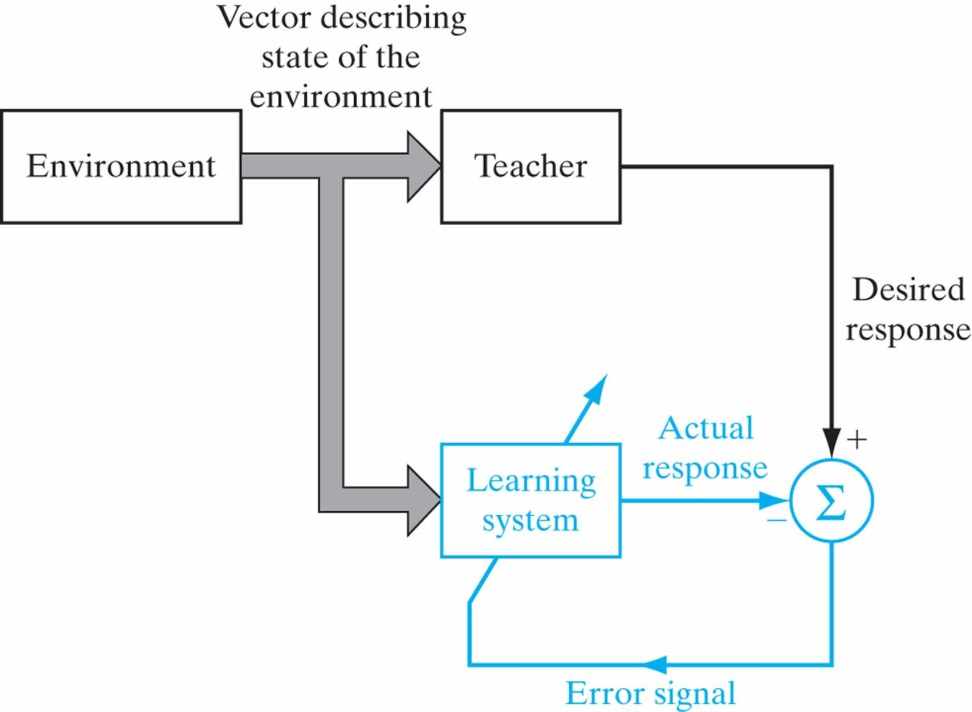 Vector describing
state of the
environment
Environment
Teacher
Desired
response
+
Actual
response
Learning
system
−
Σ
Error signal